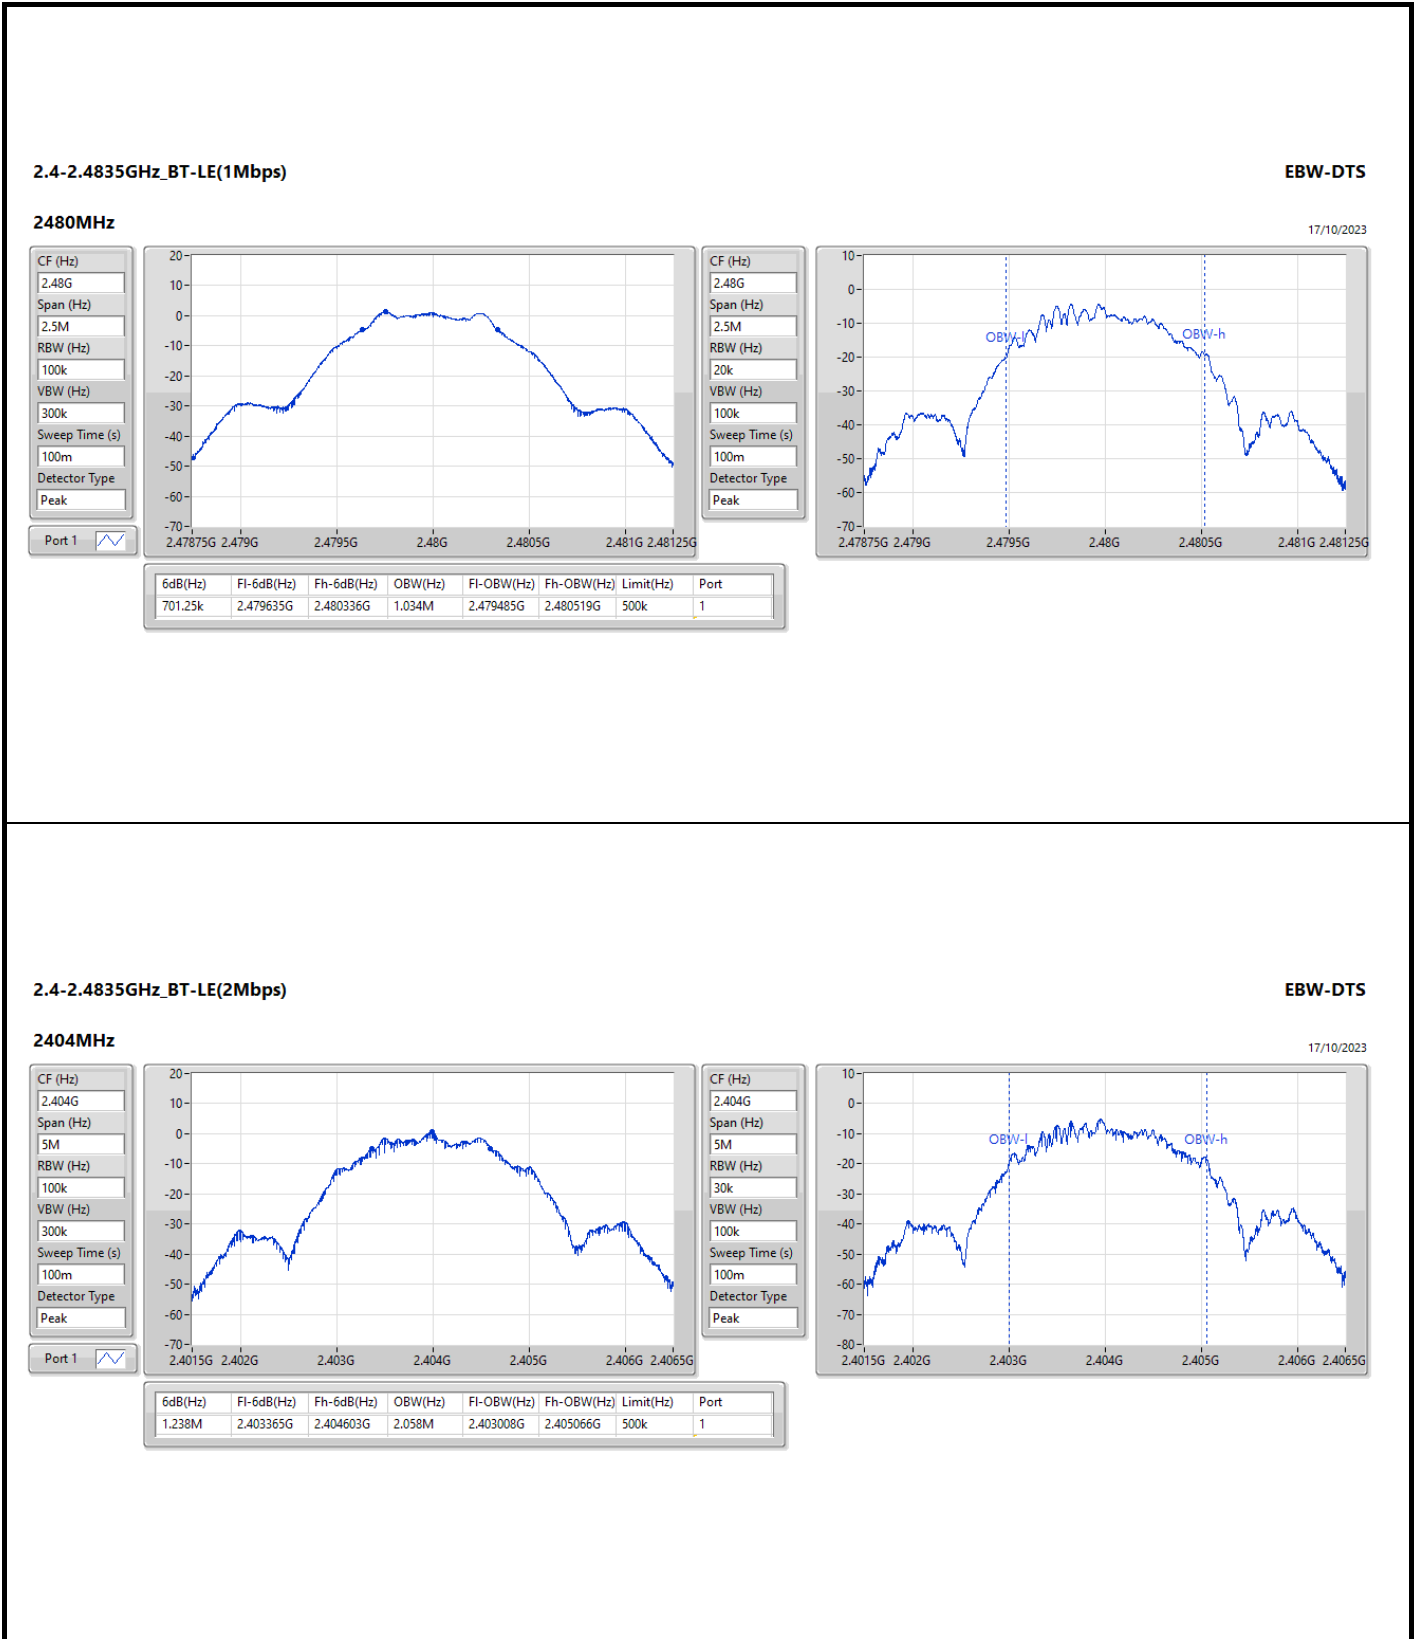 2.4-2.4835GHz_BT-LE(1Mbps) EBW-DTS
2480MHz
17/10/2023
CF (Hz)
2.48G
Span (Hz)
2.5M
RBW (Hz)
100k
VBW (Hz)
300k
Sweep Time (s)
100m
Detector Type
Peak
Port 1
20
10
0
-10
-20
-30
-40
-50
-60
-70
2.47875G 2.479G 2.4795G 2.48G 2.4805G 2.481G 2.48125G
CF (Hz)
2.48G
Span (Hz)
2.5M
RBW (Hz)
20k
VBW (Hz)
100k
Sweep Time (s)
100m
Detector Type
Peak
10
0
-10
-20
-30
-40
-50
-60
-70
OBW-l OBW-h
2.47875G 2.479G 2.4795G 2.48G 2.4805G 2.481G 2.48125G
6dB(Hz) Fl-6dB(Hz) Fh-6dB(Hz) OBW(Hz) Fl-OBW(Hz) Fh-OBW(Hz) Limit(Hz) Port
701.25k 2.479635G 2.480336G 1.034M 2.479485G 2.480519G 500k 1
2.4-2.4835GHz_BT-LE(2Mbps) EBW-DTS
2404MHz
17/10/2023
CF (Hz)
2.404G
Span (Hz)
5M
RBW (Hz)
100k
VBW (Hz)
300k
Sweep Time (s)
100m
Detector Type
Peak
Port 1
20
10
0
-10
-20
-30
-40
-50
-60
-70
2.4015G 2.402G 2.403G 2.404G 2.405G 2.406G 2.4065G
CF (Hz)
2.404G
Span (Hz)
5M
RBW (Hz)
30k
VBW (Hz)
100k
Sweep Time (s)
100m
Detector Type
Peak
10
0
-10
-20
-30
-40
-50
-60
-70
-80
OBW-l OBW-h
2.4015G 2.402G 2.403G 2.404G 2.405G 2.406G 2.4065G
6dB(Hz) Fl-6dB(Hz) Fh-6dB(Hz) OBW(Hz) Fl-OBW(Hz) Fh-OBW(Hz) Limit(Hz) Port
1.238M 2.403365G 2.404603G 2.058M 2.403008G 2.405066G 500k 1